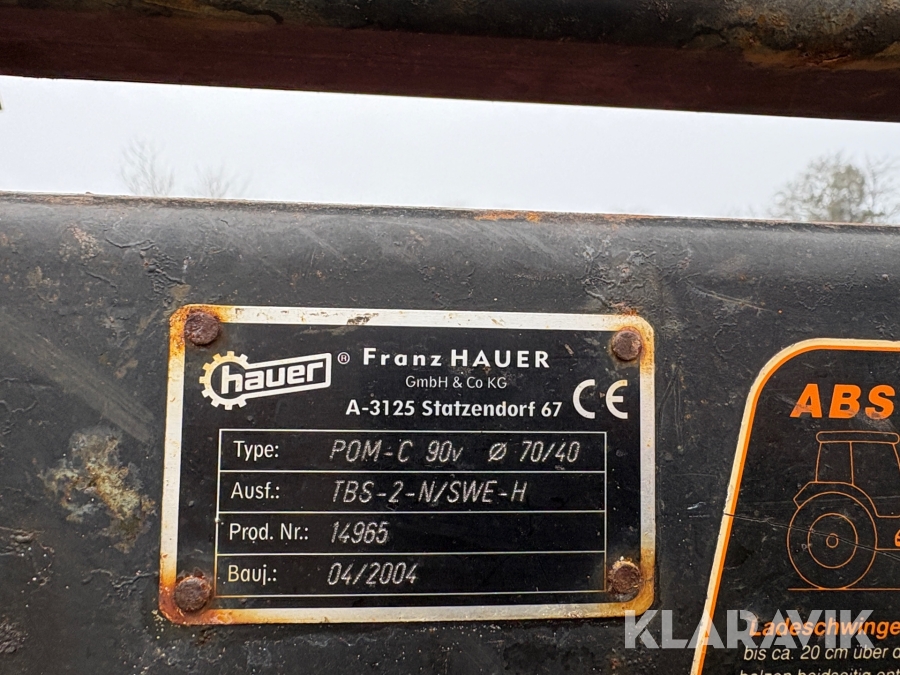 hauer ® Franz HAUER
GmbH & Co KG
A-3125 Statzendorf 67 CE
Type: POM-C 90v ø 70/40
Ausf.: TBS-2-N/SWE-H
Prod. Nr.: 14965
Bauj.: 04/2004
ABS
Ladeschwinge
bis ca. 20 cm über
KLARAVIK